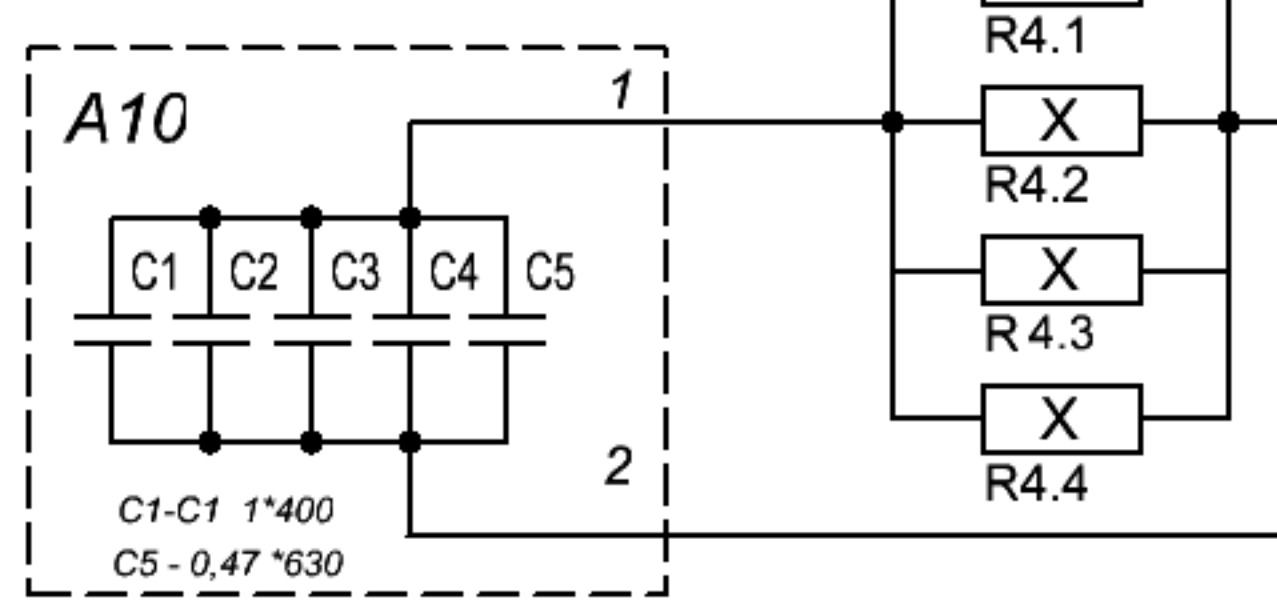 R4.1
1
A10
X
R4.2
C1 C2 C3 C4 C5
X
R 4.3
X
2
R4.4
C1-C1 1*400
C5 - 0,47 *630